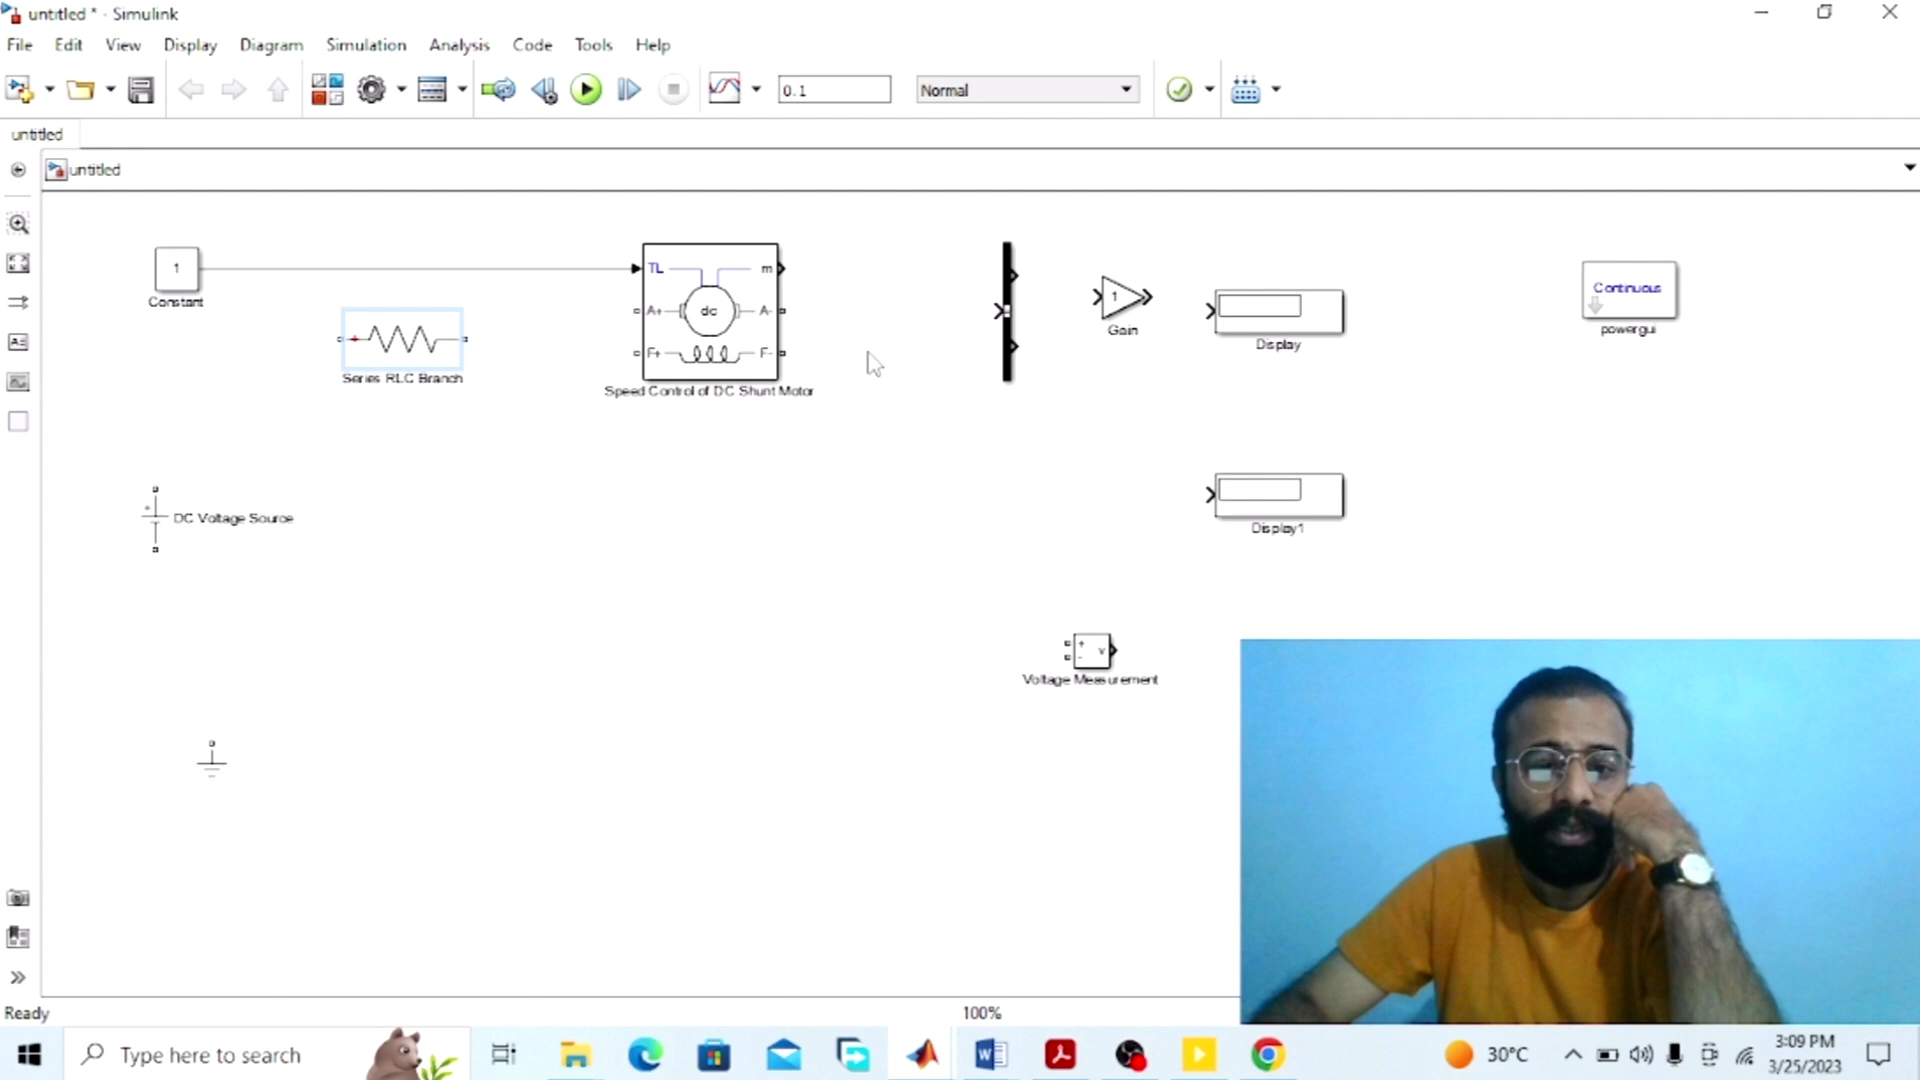 untitled * - Simulink
File Edit View Display Diagram Simulation Analysis Code Tools Help
0.1
Normal
untitled
untitled
1
Constant
Series RLC Branch
TL m
A+ dc A-
F+ F-
Speed Control of DC Shunt Motor
1
Gain
Display
Continuous
powergui
Display1
+
DC Voltage Source
+
- v
Voltage Measurement
Ready
100%
Type here to search
30°C
3:09 PM
3/25/2023